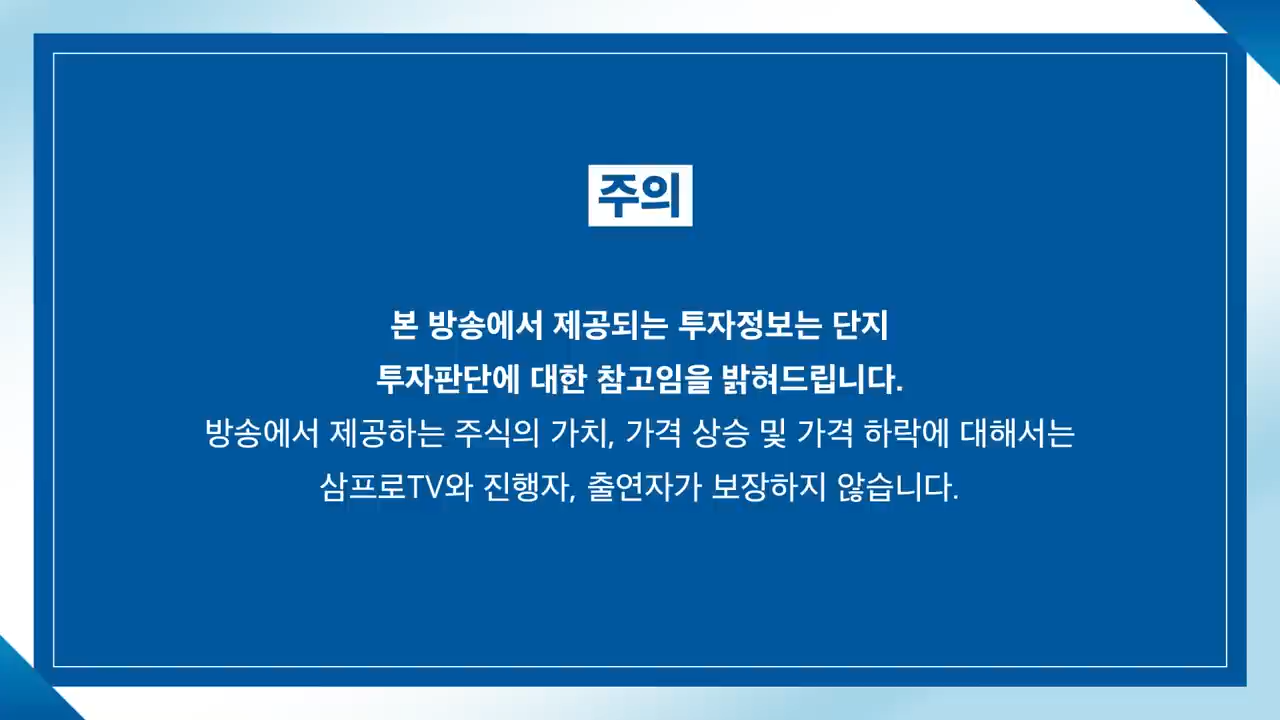 주의
본 방송에서 제공되는 투자정보는 단지
투자판단에 대한 참고임을 밝혀드립니다.
방송에서 제공하는 주식의 가치, 가격 상승 및 가격 하락에 대해서는
삼프로TV와 진행자, 출연자가 보장하지 않습니다.